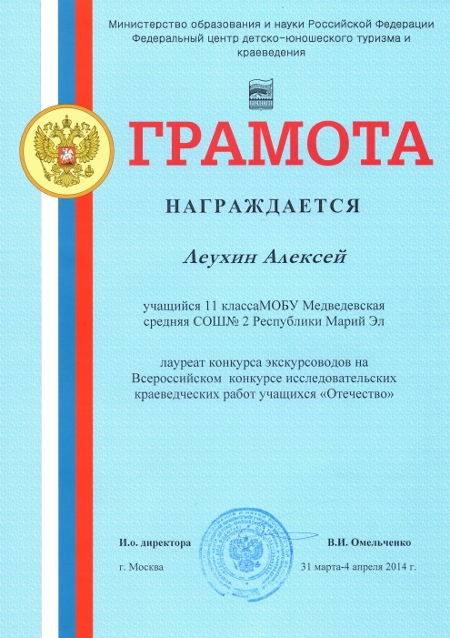 Министерство образования и науки Российской Федерации
Федеральный центр детско-юношеского туризма и
краеведения
ГРАМОТА
НАГРАЖДАЕТСЯ
Леухин Алексей
учащийся 11 классаМОБУ Медведевская
средняя СОШ№ 2 Республики Марий Эл
лауреат конкурса экскурсоводов на
Всероссийском конкурсе исследовательских
краеведческих работ учащихся «Отечество»
И.о. директора В.И. Омельченко
г. Москва 31 марта-4 апреля 2014 г.